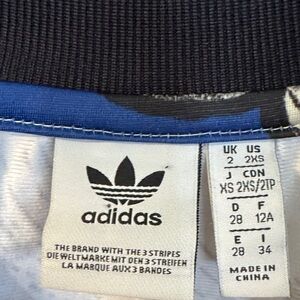 adidas
THE BRAND WITH THE 3 STRIPES
DIE WELTMARKE MIT DEN 3 STREIFEN
LA MARQUE AUX 3 BANDES
UK US
2 2XS
J CON
XS 2XS/2TP
D F
28 12A
E I
28 34
MADE IN
CHINA